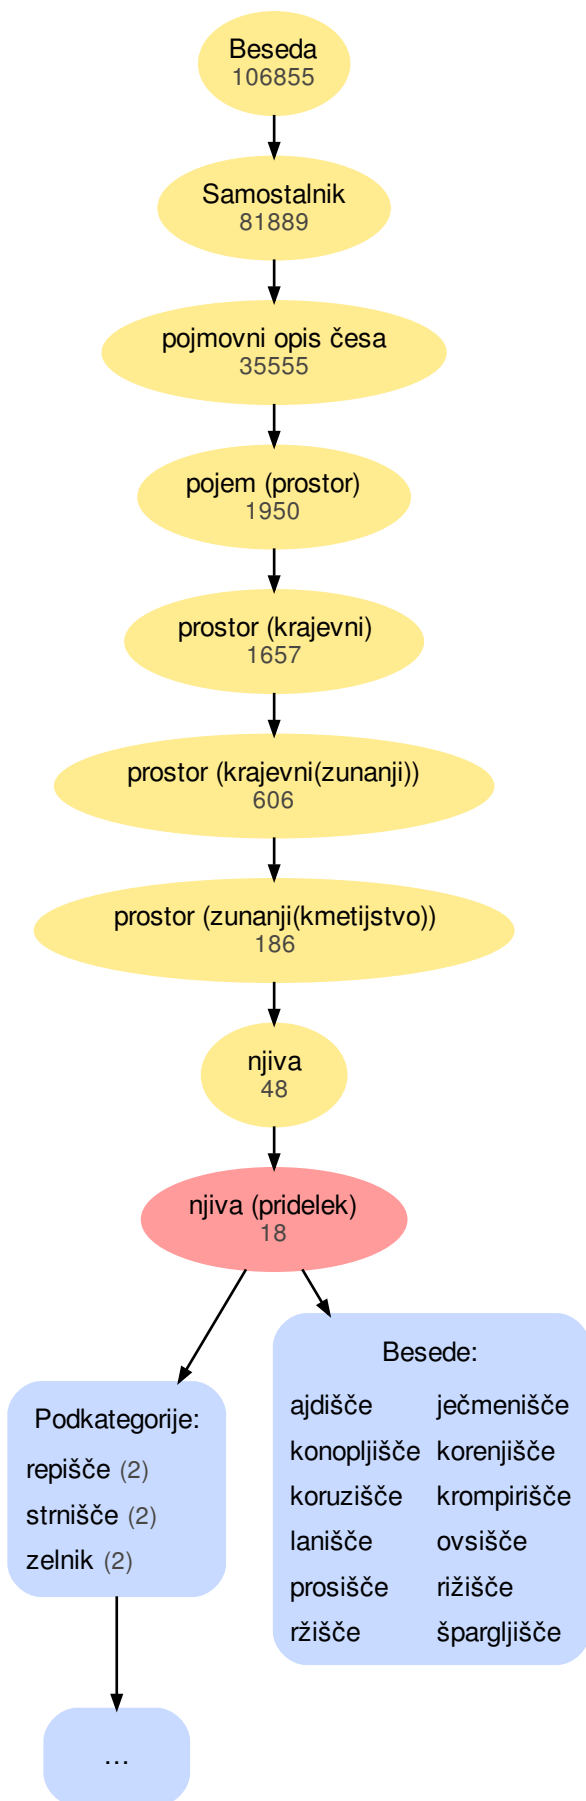 Beseda
106855
Samostalnik
81889
pojmovni opis česa
35555
pojem (prostor)
1950
prostor (krajevni)
1657
prostor (krajevni(zunanji))
606
prostor (zunanji(kmetijstvo))
186
njiva
48
njiva (pridelek)
18
Podkategorije:
repišče (2)
strnišče (2)
zelnik (2)
...
Besede:
ajdišče ječmenišče
konopljišče korenjišče
koruzišče krompirišče
lanišče ovsišče
prosišče rižišče
ržišče špargljišče